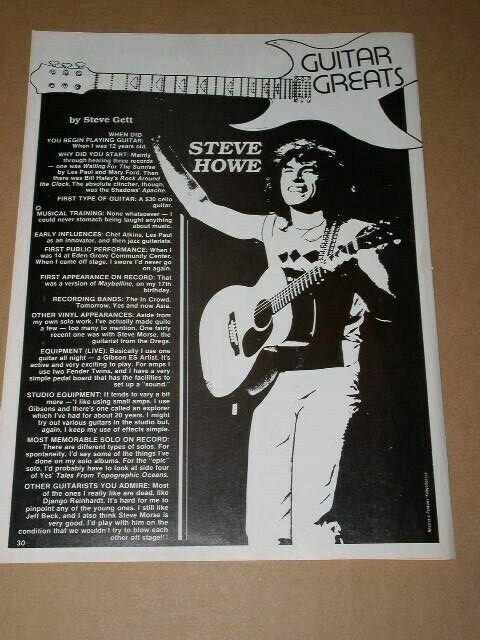 GUITAR
GREATS
by Steve Gett
STEVE
HOWE
WHEN DID
YOU BEGIN PLAYING GUITAR:
When I was 12 years old.
WHY DID YOU START: Mainly
through hearing three records
— one was Waiting For The Sunrise
by Les Paul and Mary Ford. Then
there was Bill Haley's Rock Around
the Clock. The absolute clincher, though,
was the Shadows' Apache.
FIRST TYPE OF GUITAR: A $30 cello
guitar.
MUSICAL TRAINING: None whatsoever — I
could never stomach being taught anything
about music.
EARLY INFLUENCES: Chet Atkins, Les Paul
as an innovator, and then jazz guitarists.
FIRST PUBLIC PERFORMANCE: When I
was 14 at Eden Grove Community Center.
When I came off stage, I swore I'd never go
on again.
FIRST APPEARANCE ON RECORD: That
was a version of Maybelline, on my 17th
birthday.
RECORDING BANDS: The In Crowd,
Tomorrow, Yes and now Asia.
OTHER VINYL APPEARANCES: Aside from
my own solo work, I've actually made quite
a few — too many to mention. One fairly
recent one was with Steve Morse, the
guitarist from the Dregs.
EQUIPMENT (LIVE): Basically I use one
guitar all night — a Gibson ES Artist. It's
active and very exciting to play. For amps I
use two Fender Twins, and I have a very
simple pedal board that has the facilities to
set up a "sound."
STUDIO EQUIPMENT: It tends to vary a bit
more — I like using small amps. I use
Gibsons and there's one called an explorer
which I've had for about 20 years. I might
try out various guitars in the studio but,
again, I keep my use of effects simple.
MOST MEMORABLE SOLO ON RECORD:
There are different types of solos. For
spontaneity, I'd say some of the things I've
done on my solo albums. For the "epic"
solo, I'd probably have to look at side four
of Yes' Tales From Topographic Oceans.
OTHER GUITARISTS YOU ADMIRE: Most
of the ones I really like are dead, like
Django Reinhardt. It's hard for me to
pinpoint any of the young ones. I still like
Jeff Beck, and I also think Steve Morse is
very good. I'd play with him on the
condition that we wouldn't try to blow each
other off stage!!
30